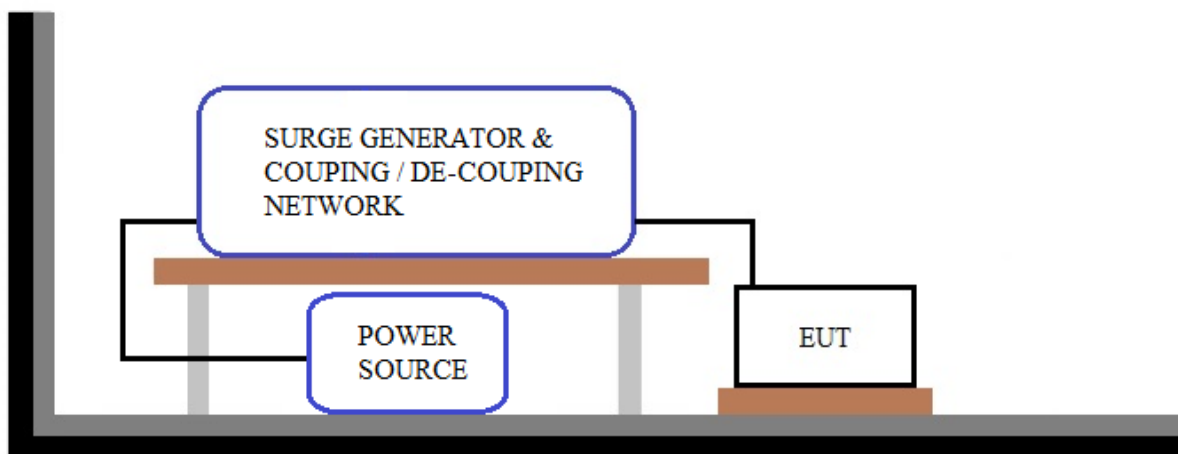 SURGE GENERATOR &
COUPING / DE-COUPING
NETWORK
POWER
SOURCE
EUT